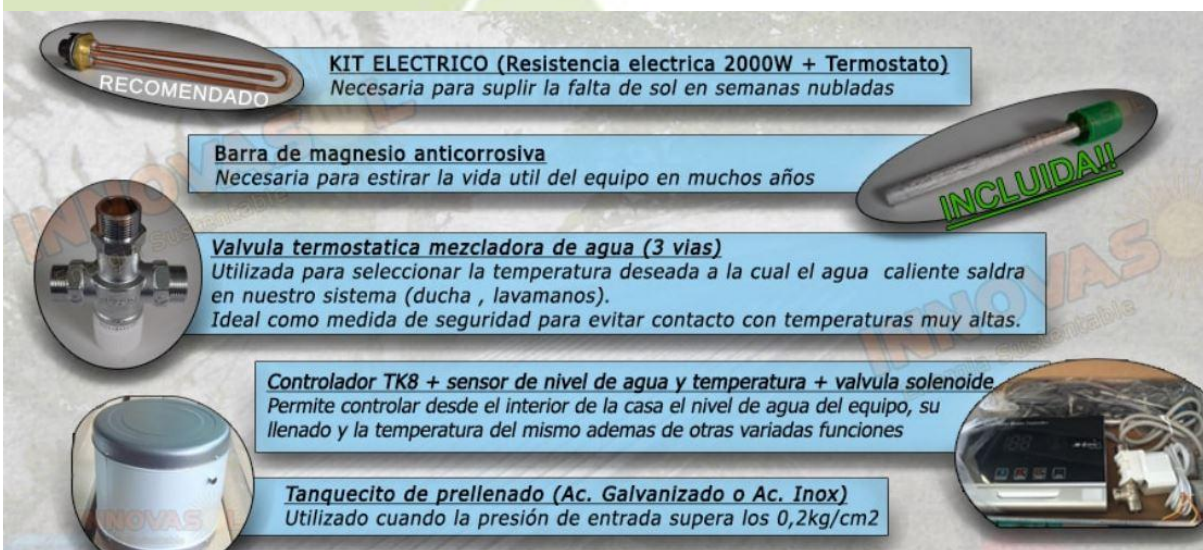 KIT ELECTRICO (Resistencia electrica 2000W + Termostato)
Necesaria para suplir la falta de sol en semanas nubladas
RECOMENDADO
Barra de magnesio anticorrosiva
Necesaria para estirar la vida util del equipo en muchos años
INCLUIDA!!
Valvula termostatica mezcladora de agua (3 vias)
Utilizada para seleccionar la temperatura deseada a la cual el agua caliente saldra
en nuestro sistema (ducha , lavamanos).
Ideal como medida de seguridad para evitar contacto con temperaturas muy altas.
Controlador TK8 + sensor de nivel de agua y temperatura + valvula solenoide
Permite controlar desde el interior de la casa el nivel de agua del equipo, su
llenado y la temperatura del mismo ademas de otras variadas funciones
Tanquecito de prellenado (Ac. Galvanizado o Ac. Inox)
Utilizado cuando la presión de entrada supera los 0,2kg/cm2
INNOVAS
Sustentable
INNOVAS
Sustentable
INNOVAS L